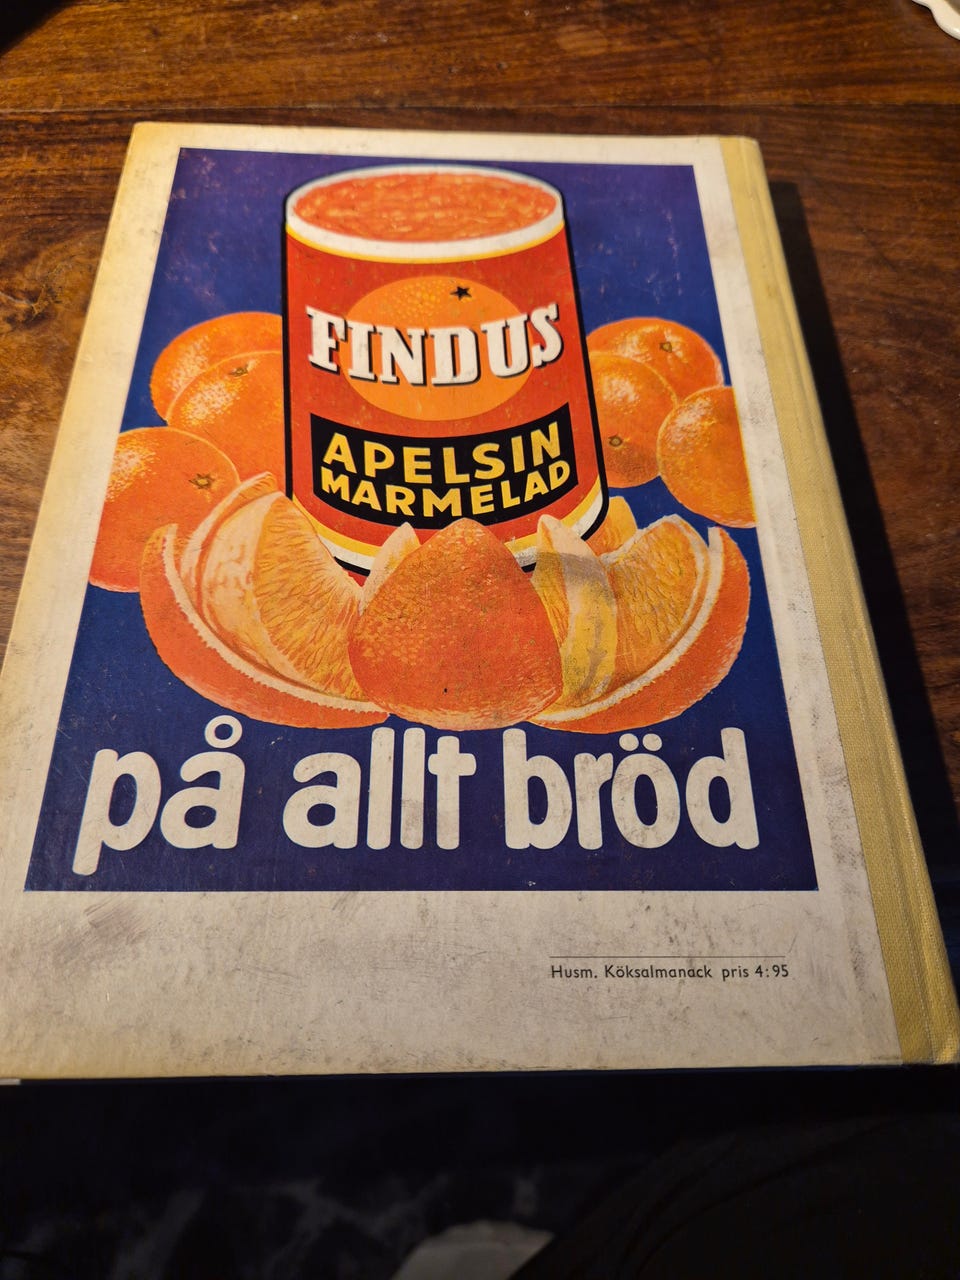 FINDUS
APELSIN
MARMELAD
på allt bröd
Husm. Köksalmanack pris 4:95